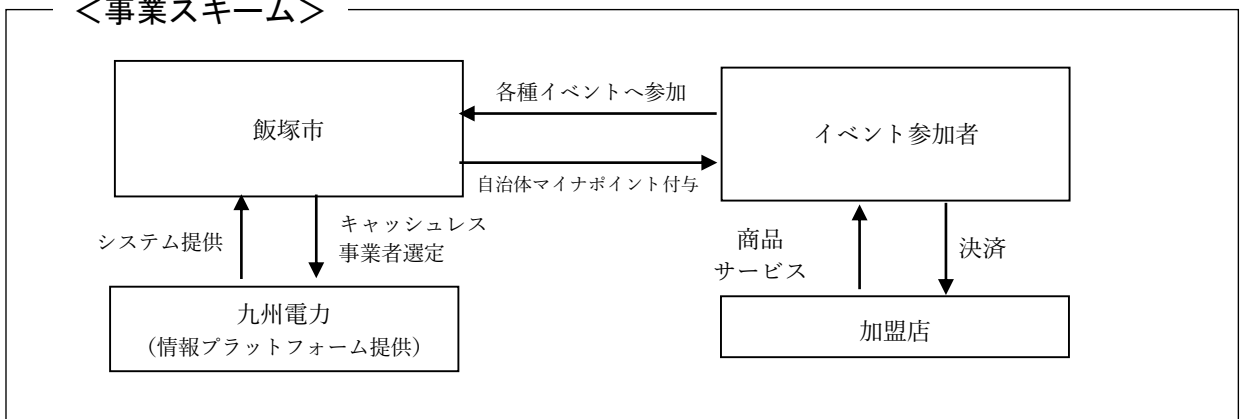 ＜事業スキーム＞
飯塚市
各種イベントへ参加
イベント参加者
自治体マイナポイント付与
システム提供
キャッシュレス
事業者選定
商品
サービス
決済
九州電力
（情報プラットフォーム提供）
加盟店